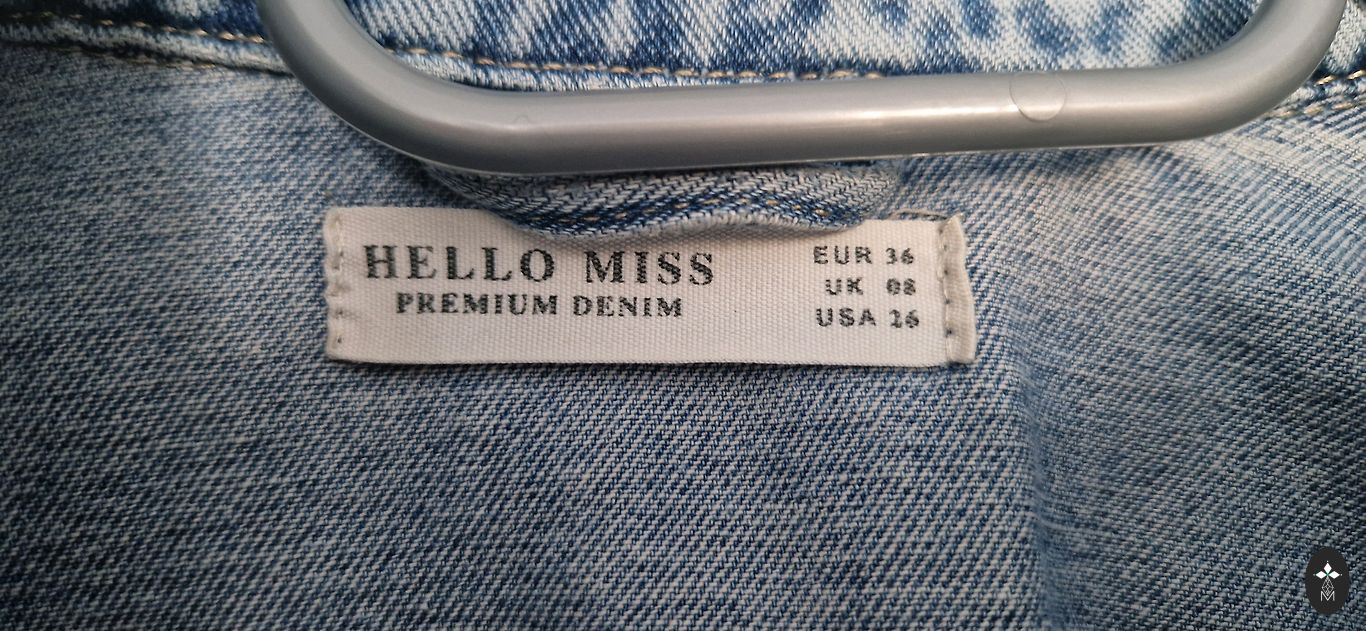 HELLO MISS
PREMIUM DENIM
EUR 36
UK 08
USA 26
M